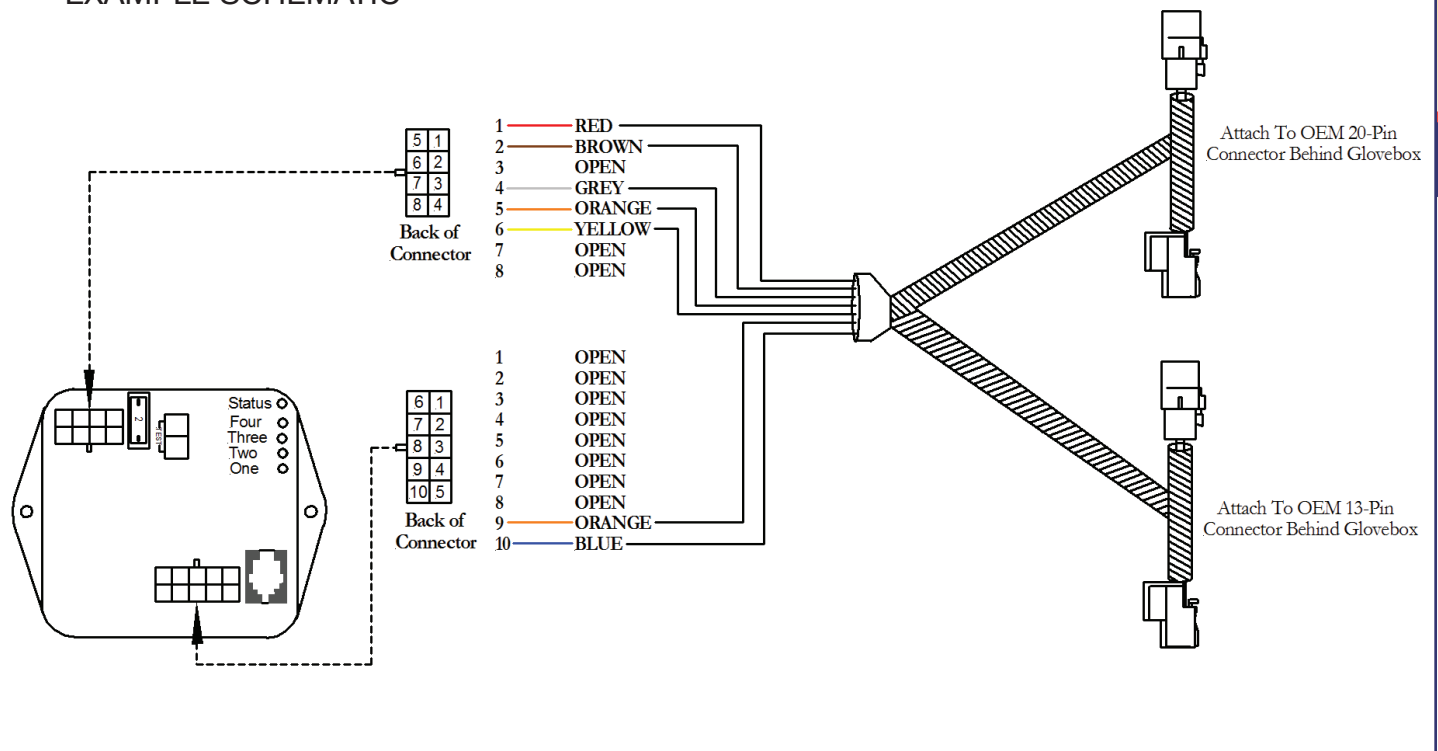 EXAMPLE SCHEMATIC
5 1
6 2
7 3
8 4
Back of
Connector
1 RED
2 BROWN
3 OPEN
4 GREY
5 ORANGE
6 YELLOW
7 OPEN
8 OPEN
Attach To OEM 20-Pin
Connector Behind Glovebox
6 1
7 2
8 3
9 4
10 5
Back of
Connector
1 OPEN
2 OPEN
3 OPEN
4 OPEN
5 OPEN
6 OPEN
7 OPEN
8 OPEN
9 ORANGE
10 BLUE
Attach To OEM 13-Pin
Connector Behind Glovebox
2
Status
Four
Three
Two
One